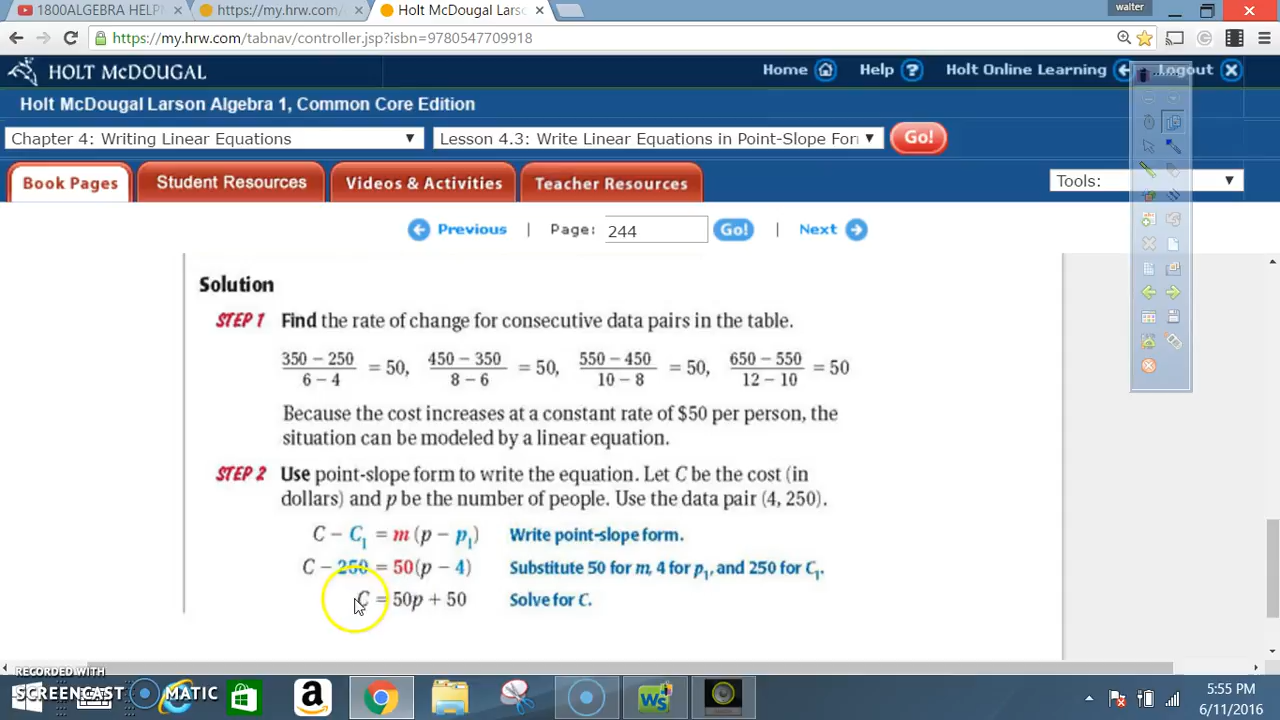 1800ALGEBRA HELP
https://my.hrw.com/tabnav/
Holt McDougal Lars
walter
https://my.hrw.com/tabnav/controller.jsp?isbn=9780547709918
HOLT McDOUGAL
Home
Help
Holt Online Learning
Logout
Holt McDougal Larson Algebra 1, Common Core Edition
Chapter 4: Writing Linear Equations
Lesson 4.3: Write Linear Equations in Point-Slope For
Go!
Book Pages
Student Resources
Videos & Activities
Teacher Resources
Tools:
Previous | Page: 244 Go! | Next
Solution
STEP 1 Find the rate of change for consecutive data pairs in the table.
350 − 250 / 6 − 4 = 50, 450 − 350 / 8 − 6 = 50, 550 − 450 / 10 − 8 = 50, 650 − 550 / 12 − 10 = 50
Because the cost increases at a constant rate of $50 per person, the
situation can be modeled by a linear equation.
STEP 2 Use point-slope form to write the equation. Let C be the cost (in
dollars) and p be the number of people. Use the data pair (4, 250).
C − C₁ = m(p − p₁) Write point-slope form.
C − 250 = 50(p − 4) Substitute 50 for m, 4 for p₁, and 250 for C₁.
C = 50p + 50 Solve for C.
RECORDED WITH
SCREENCAST MATIC
5:55 PM
6/11/2016